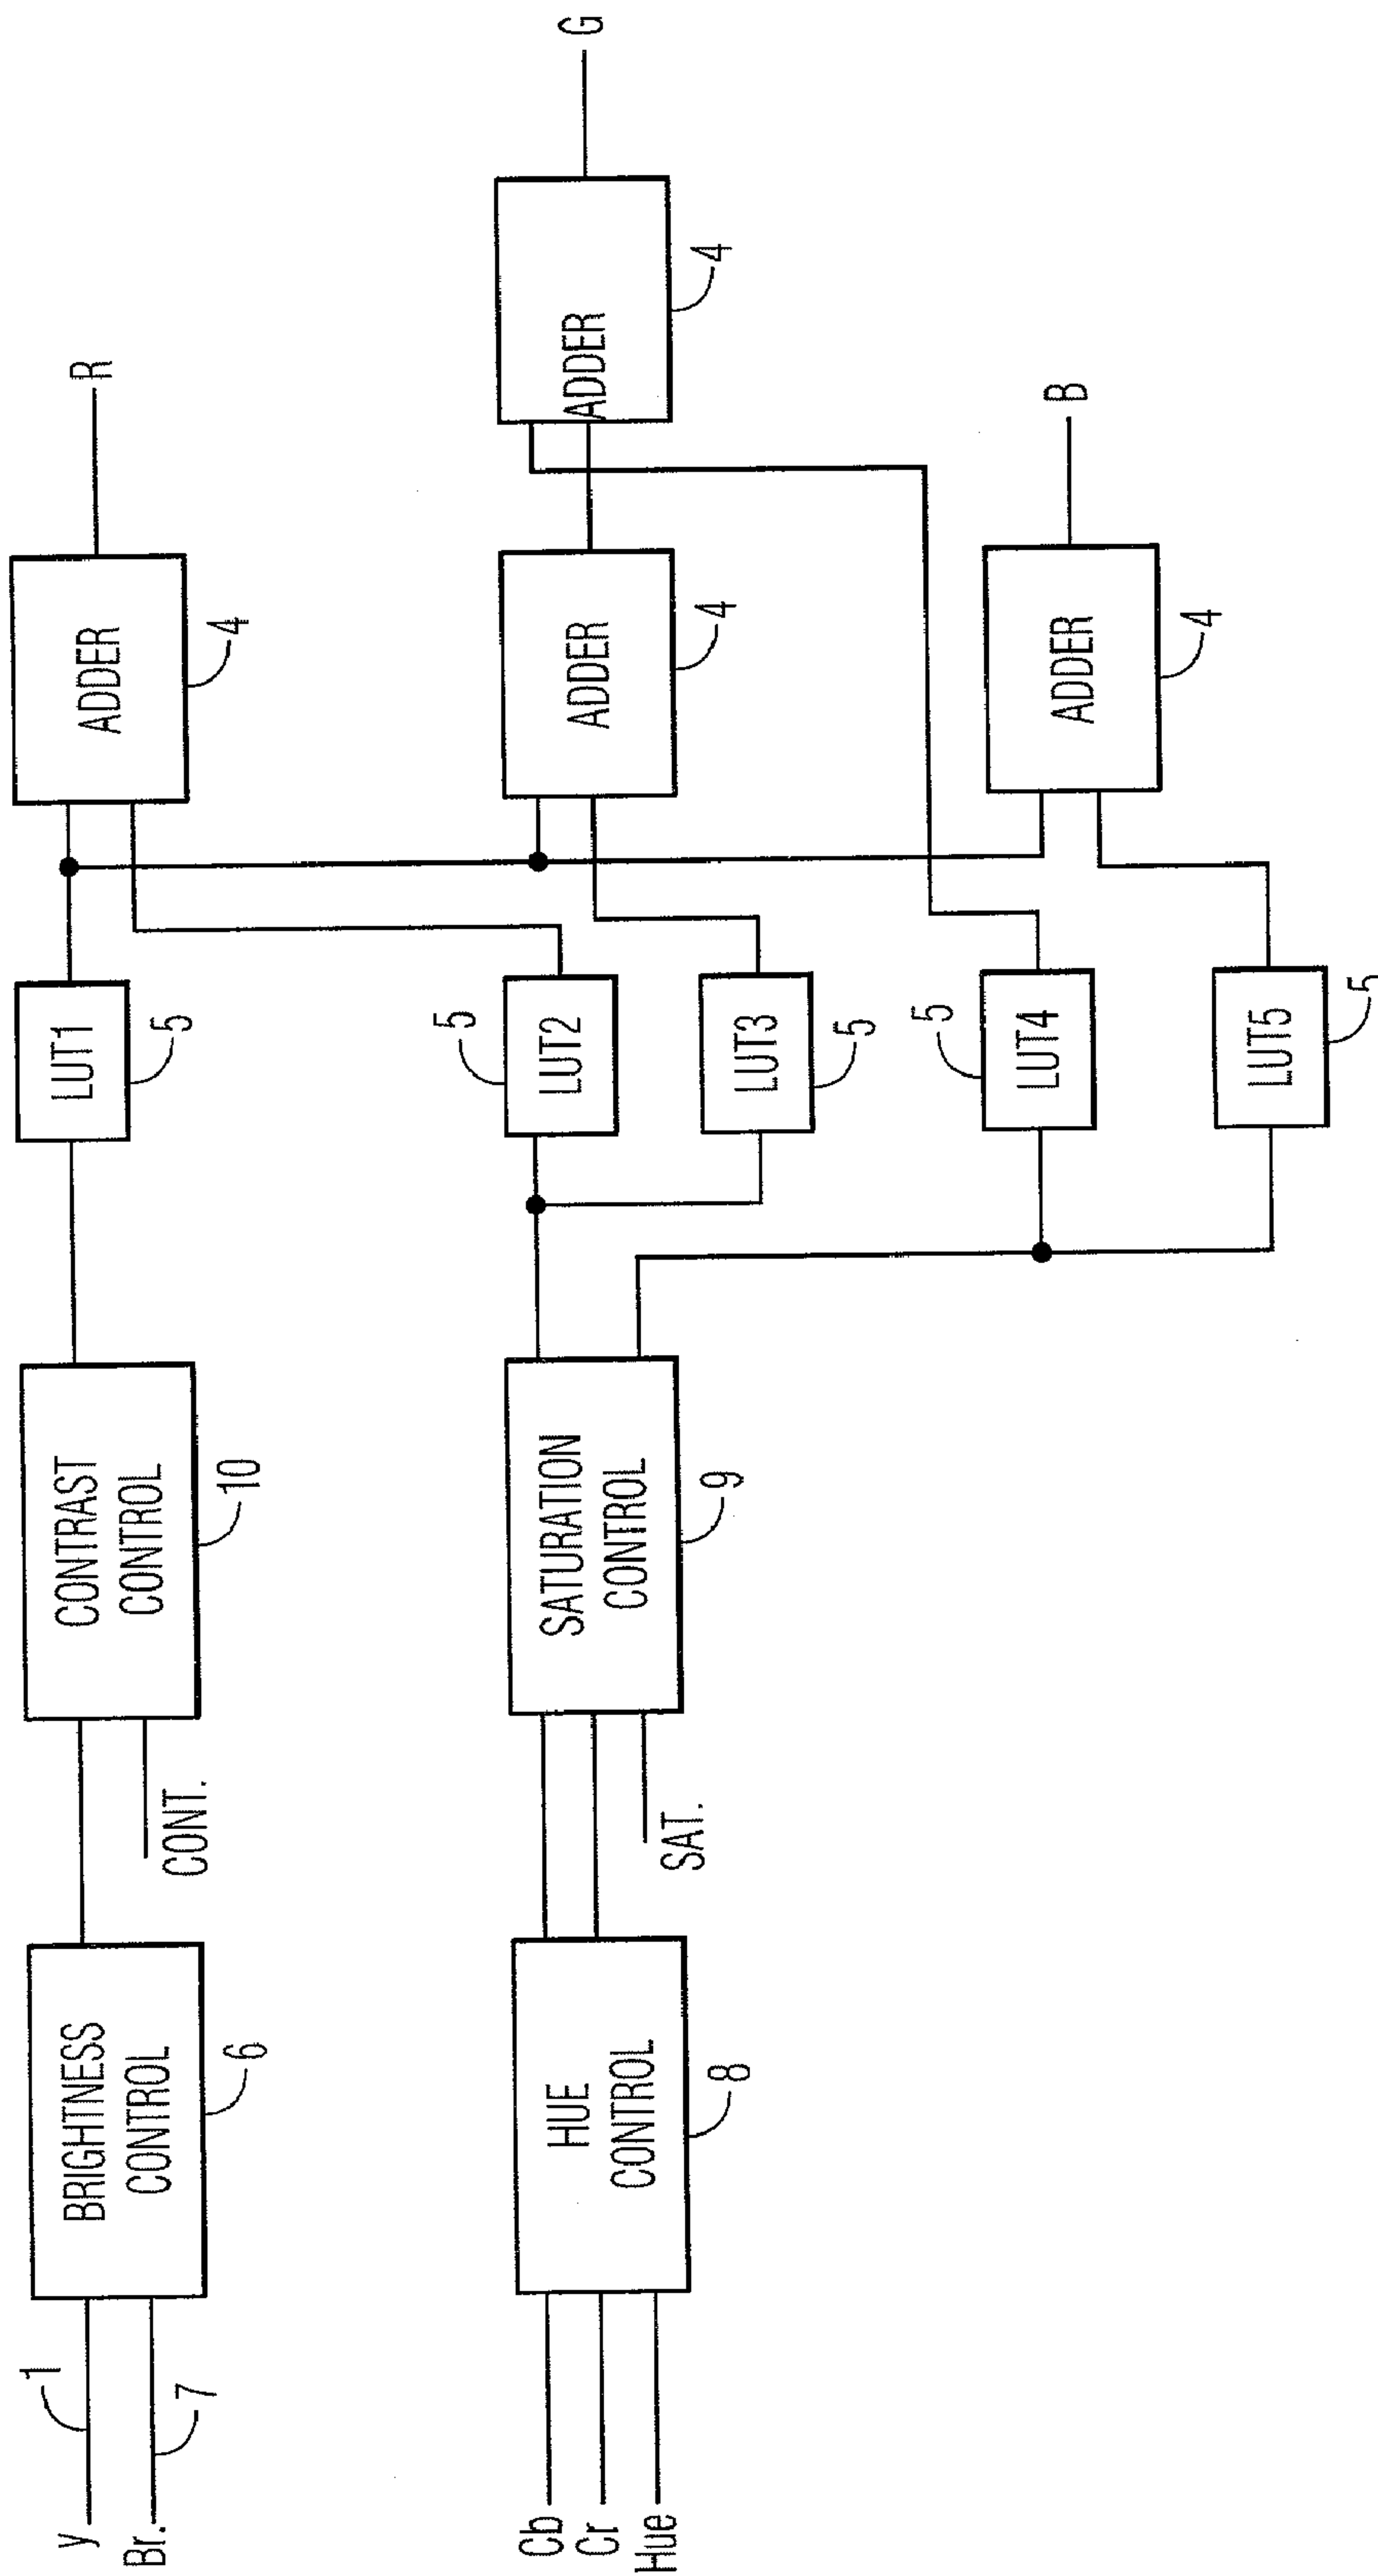 y
1
Br.
7
BRIGHTNESS
CONTROL
6
CONT.
CONTRAST
CONTROL
10
LUT1
5
ADDER
4
R
Cb
Cr
Hue
HUE
CONTROL
8
SAT.
SATURATION
CONTROL
9
LUT2
5
LUT3
5
LUT4
5
LUT5
5
ADDER
4
ADDER
4
G
ADDER
4
B